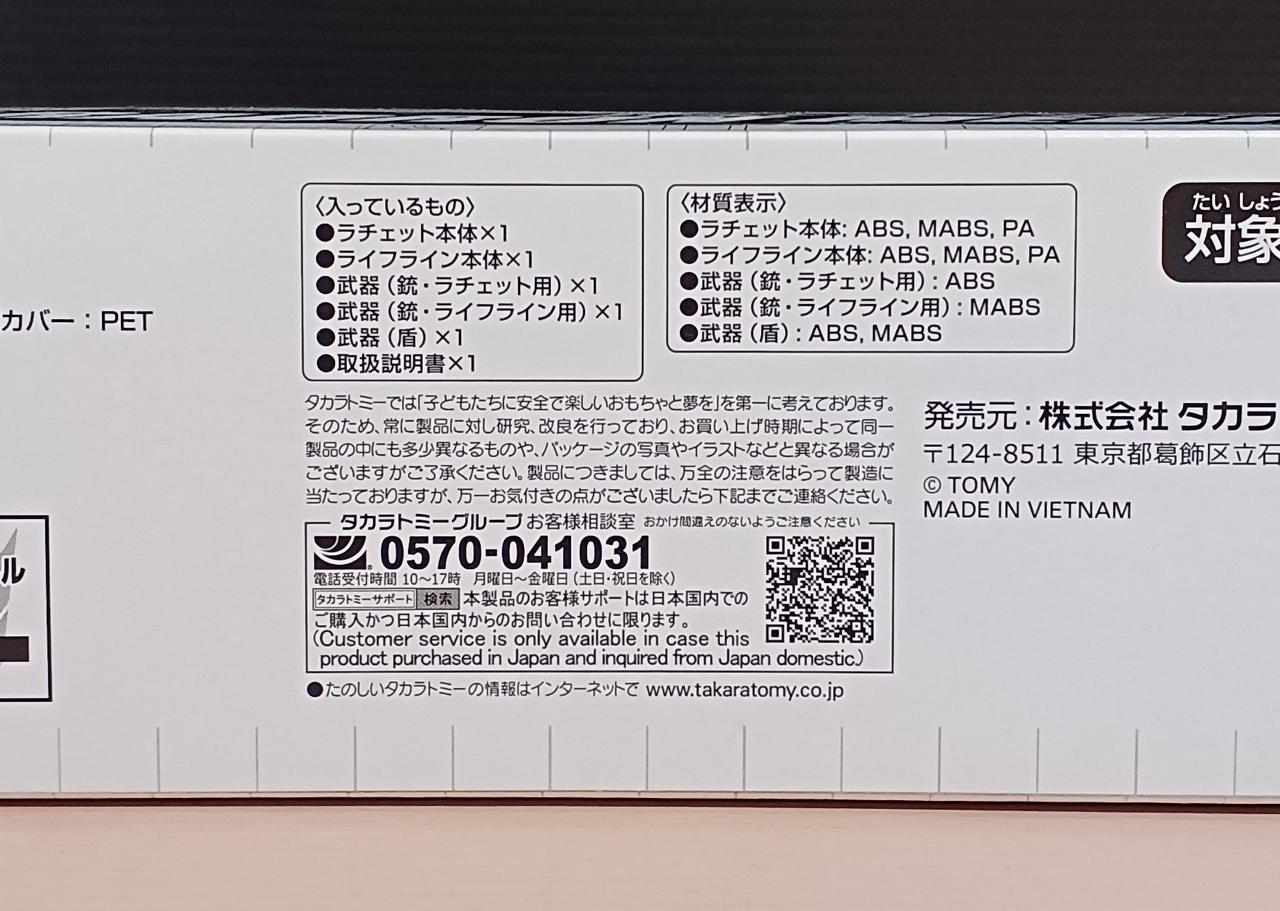 〈入っているもの〉
●ラチェット本体×1
●ライフライン本体×1
●武器（銃・ラチェット用）×1
●武器（銃・ライフライン用）×1
●武器（盾）×1
●取扱説明書×1
〈材質表示〉
●ラチェット本体: ABS, MABS, PA
●ライフライン本体: ABS, MABS, PA
●武器（銃・ラチェット用）: ABS
●武器（銃・ライフライン用）: MABS
●武器（盾）: ABS, MABS
たい しょう
対象
カバー：PET
タカラトミーでは「子どもたちに安全で楽しいおもちゃと夢を」を第一に考えております。
そのため、常に製品に対し研究、改良を行っており、お買い上げ時期によって同一
製品の中にも多少異なるものや、パッケージの写真やイラストなどと異なる場合が
ございますがご了承ください。製品につきましては、万全の注意をはらって製造に
当たっておりますが、万一お気付きの点がございましたら下記までご連絡ください。
タカラトミーグループ お客様相談室 おかけ間違えのないようご注意ください
0570-041031
電話受付時間 10〜17時 月曜日〜金曜日（土日・祝日を除く）
タカラトミーサポート 検索 本製品のお客様サポートは日本国内での
ご購入かつ日本国内からのお問い合わせに限ります。
(Customer service is only available in case this
product purchased in Japan and inquired from Japan domestic.)
●たのしいタカラトミーの情報はインターネットで www.takaratomy.co.jp
発売元：株式会社 タカラ
〒124-8511 東京都葛飾区立石
© TOMY
MADE IN VIETNAM
ル